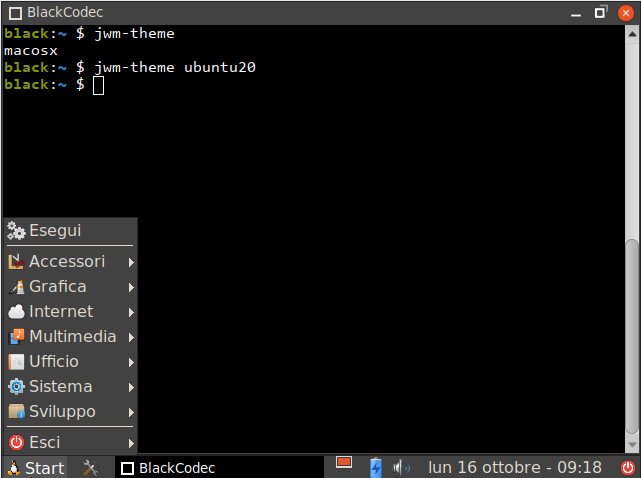 BlackCodec
black:~ $ jwm-theme
macosx
black:~ $ jwm-theme ubuntu20
black:~ $
Esegui
Accessori
Grafica
Internet
Multimedia
Ufficio
Sistema
Sviluppo
Esci
Start
BlackCodec
lun 16 ottobre - 09:18